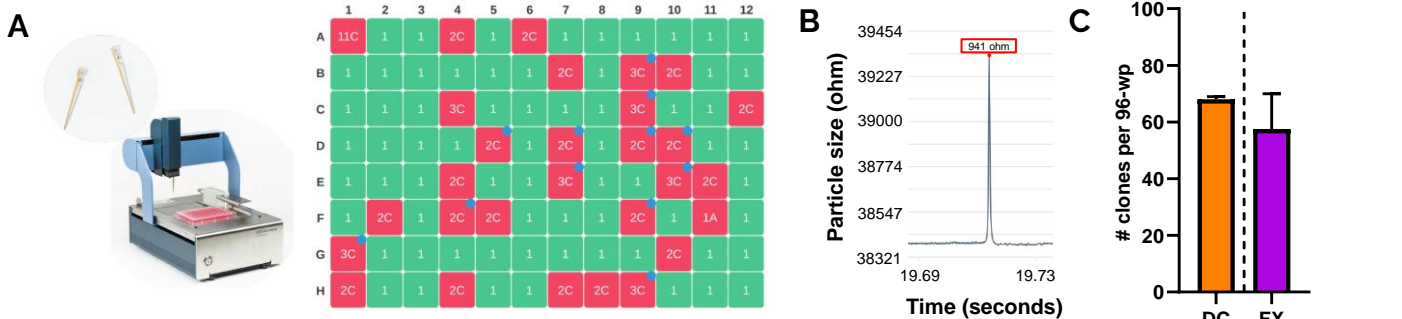 A
1 2 3 4 5 6 7 8 9 10 11 12
A 11C 1 1 2C 1 2C 1 1 1 1 1 1
B 1 1 1 1 1 1 2C 1 3C 2C 1 1
C 1 1 1 3C 1 1 1 1 3C 1 1 2C
D 1 1 1 1 2C 1 2C 1 2C 2C 1 1
E 1 1 1 2C 1 1 3C 1 1 3C 2C 1
F 1 2C 1 2C 2C 1 1 1 2C 1 1A 1
G 3C 1 1 1 1 1 1 1 1 2C 1 1
H 2C 1 1 2C 1 1 2C 2C 3C 1 1 1
B
Particle size (ohm)
39454
39227
39000
38774
38547
38321
941 ohm
19.69 19.73
Time (seconds)
C
# clones per 96-wp
100
80
60
40
20
0